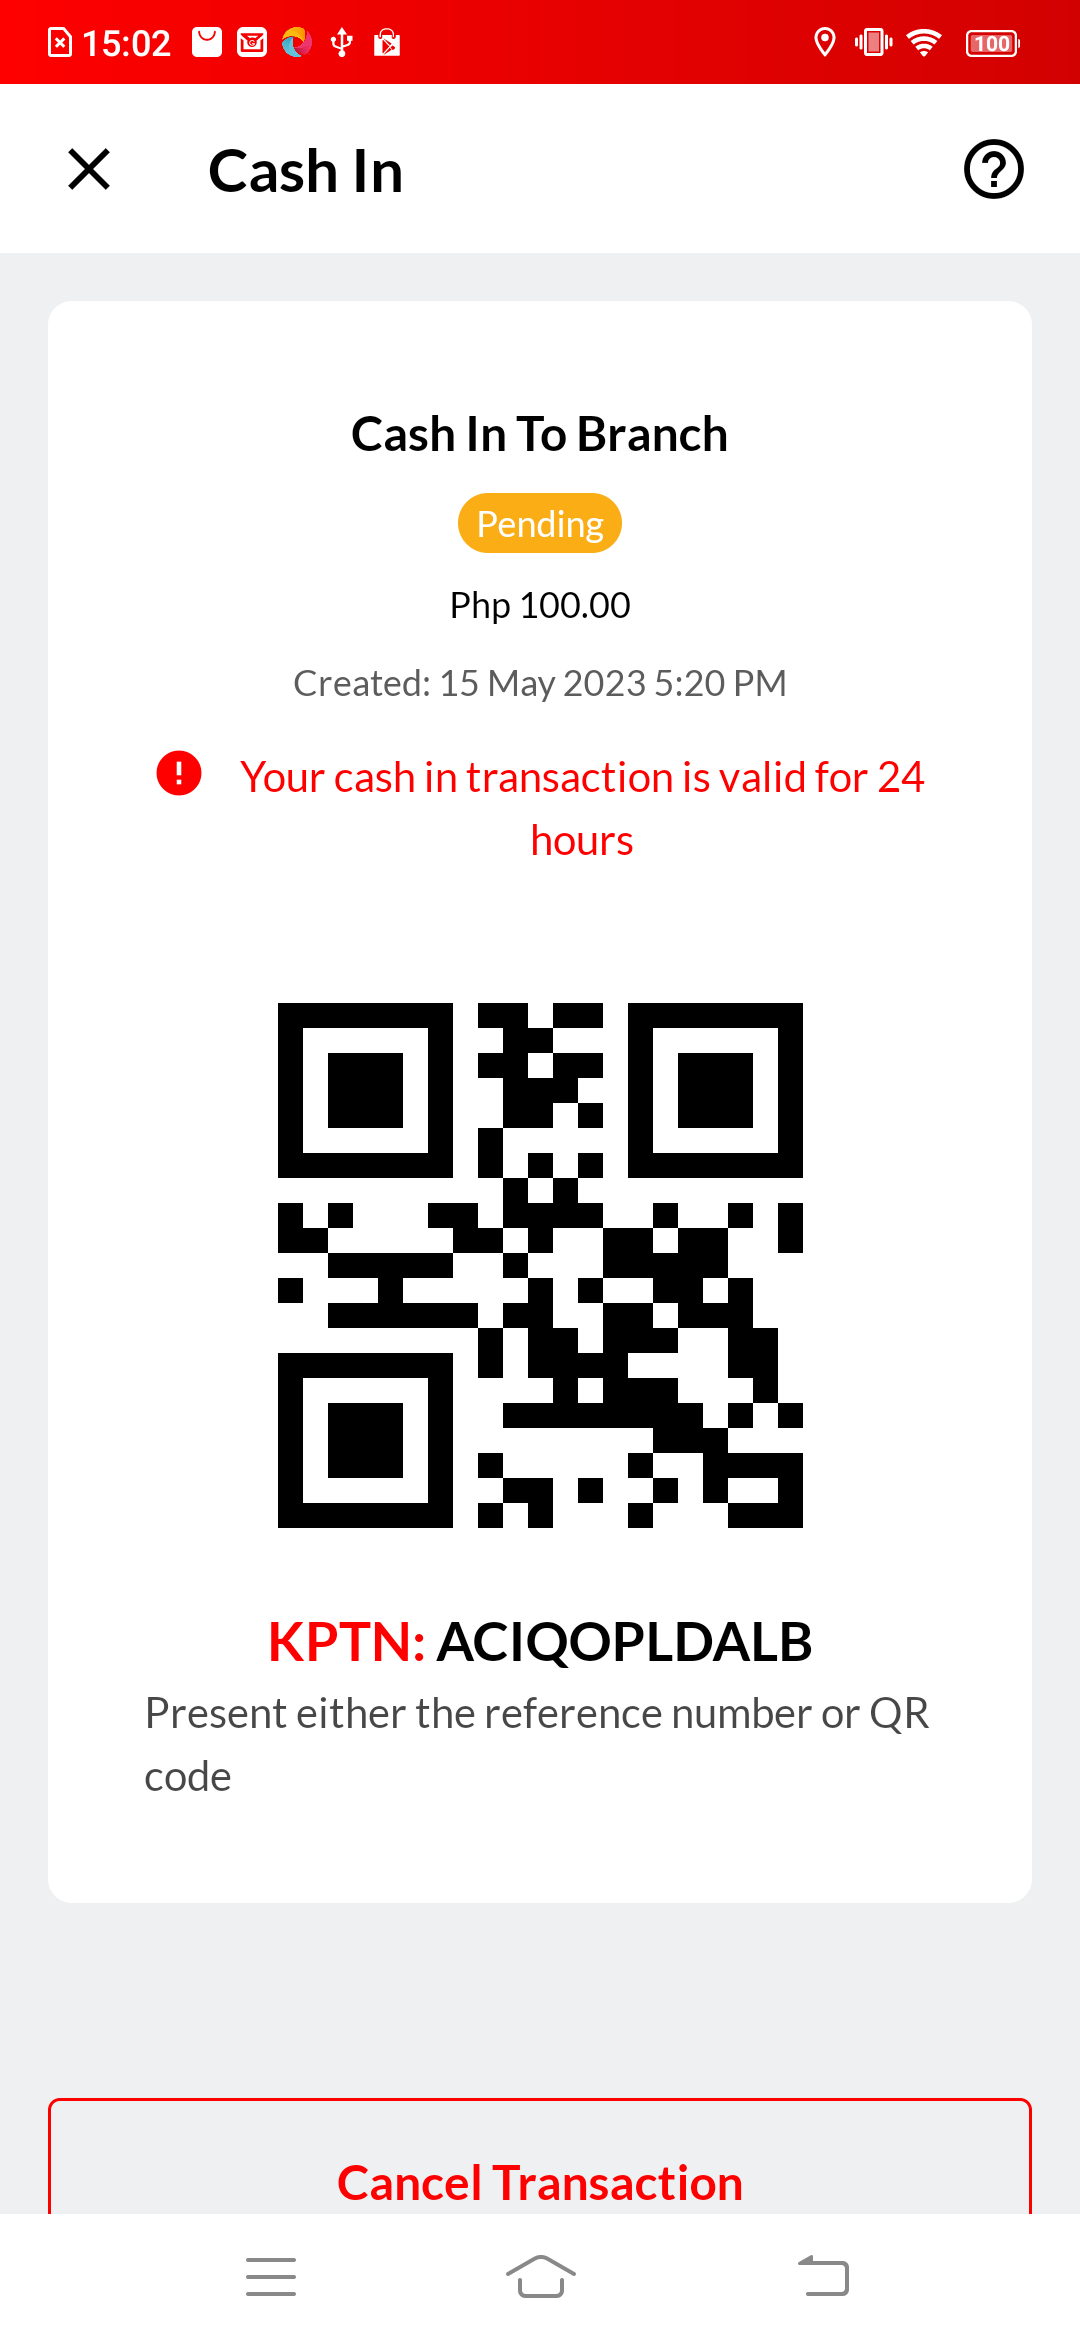 15:02
100
Cash In
Cash In To Branch
Pending
Php 100.00
Created: 15 May 2023 5:20 PM
Your cash in transaction is valid for 24
hours
KPTN: ACIQOPLDALB
Present either the reference number or QR
code
Cancel Transaction